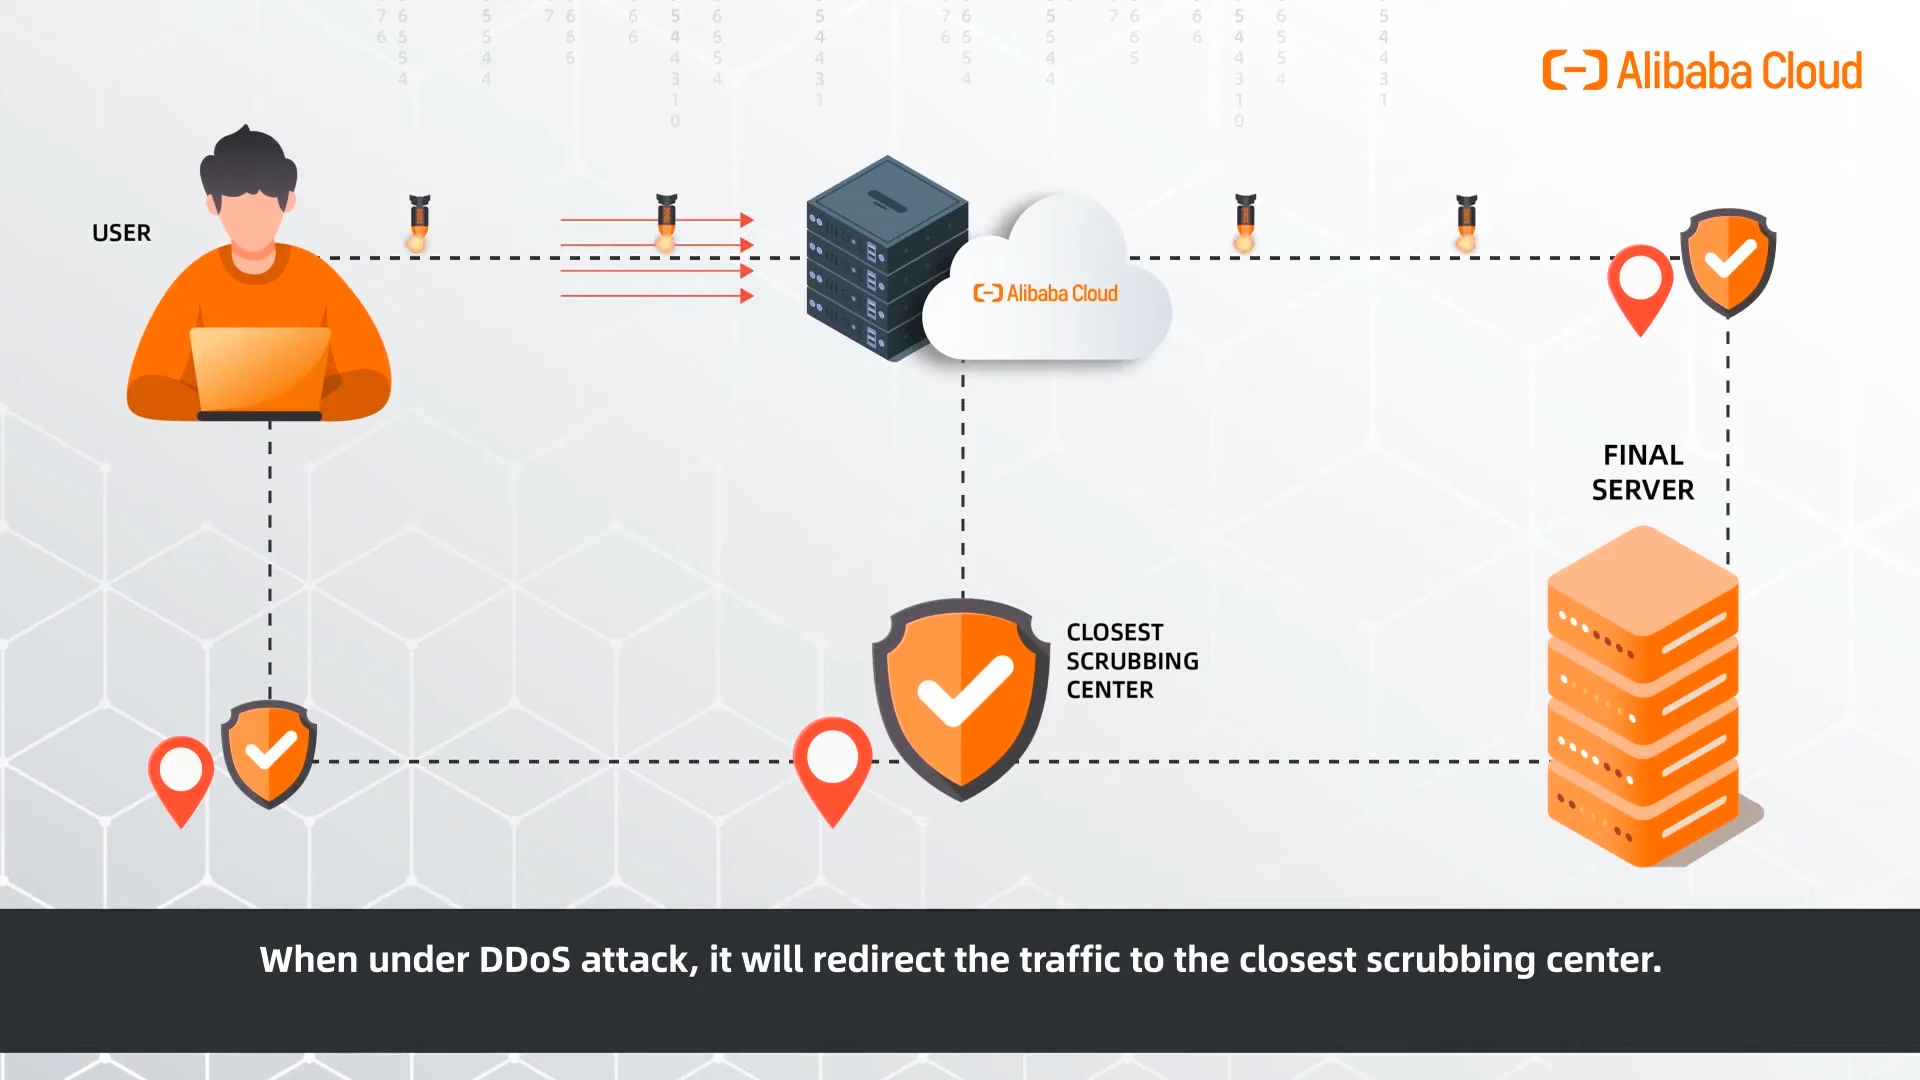 Alibaba Cloud
USER
Alibaba Cloud
FINAL
SERVER
CLOSEST
SCRUBBING
CENTER
When under DDoS attack, it will redirect the traffic to the closest scrubbing center.